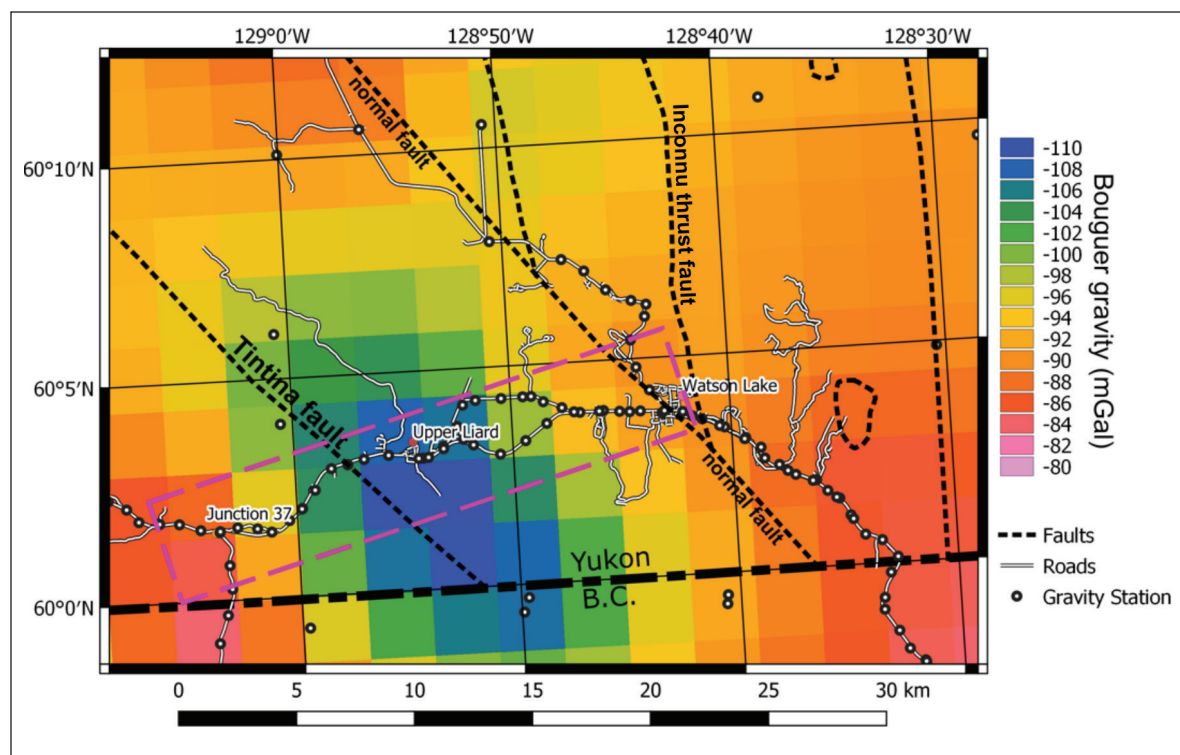 129°0′W
128°50′W
128°40′W
128°30′W
60°10′N
60°5′N
60°0′N
normal fault
Inconnu thrust fault
Tintina fault
Watson Lake
Upper Liard
Junction 37
normal fault
Yukon
B.C.
-110
-108
-106
-104
-102
-100
-98
-96
-94
-92
-90
-88
-86
-84
-82
-80
Bouguer gravity (mGal)
Faults
Roads
Gravity Station
0 5 10 15 20 25 30 km